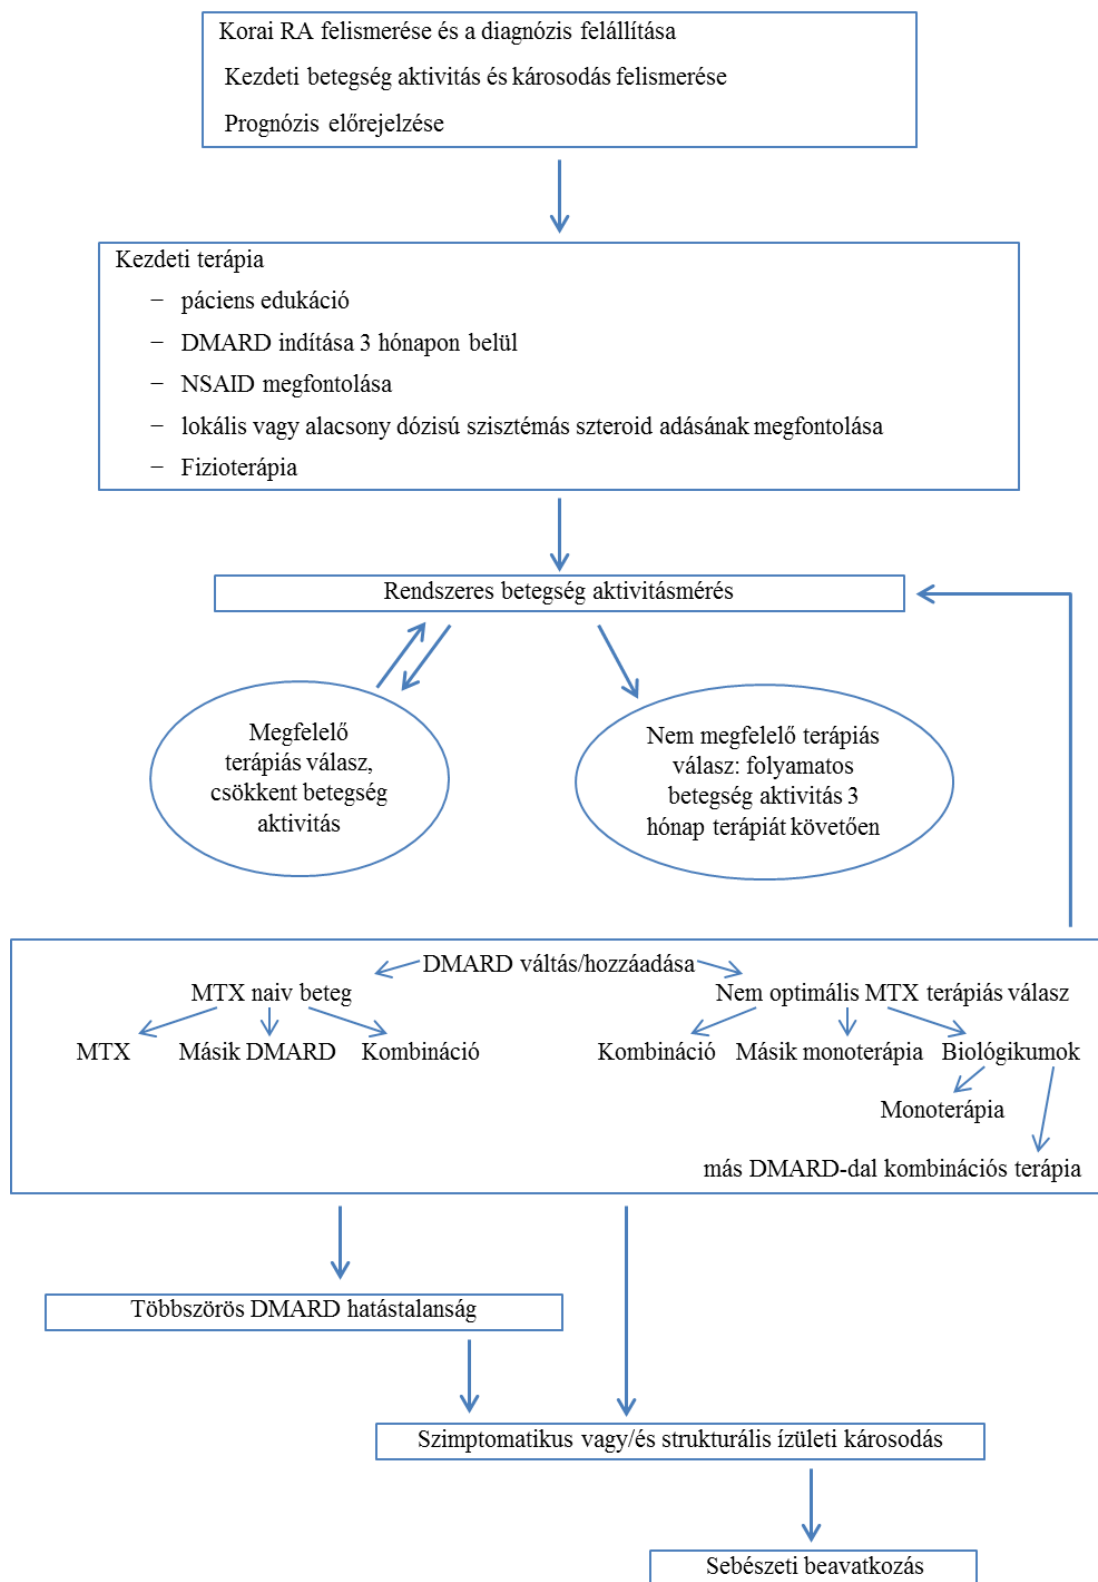 Korai RA felismerése és a diagnózis felállítása
Kezdeti betegség aktivitás és károsodás felismerése
Prognózis előrejelzése
Kezdeti terápia
− páciens edukáció
− DMARD indítása 3 hónapon belül
− NSAID megfontolása
− lokális vagy alacsony dózisú szisztémás szteroid adásának megfontolása
− Fizioterápia
Rendszeres betegség aktivitásmérés
Megfelelő
terápiás válasz,
csökkent betegség
aktivitás
Nem megfelelő terápiás
válasz: folyamatos
betegség aktivitás 3
hónap terápiát követően
DMARD váltás/hozzáadása
MTX naiv beteg
Nem optimális MTX terápiás válasz
MTX
Másik DMARD
Kombináció
Kombináció
Másik monoterápia
Biológikumok
Monoterápia
más DMARD-dal kombinációs terápia
Többszörös DMARD hatástalanság
Szimptomatikus vagy/és strukturális ízületi károsodás
Sebészeti beavatkozás